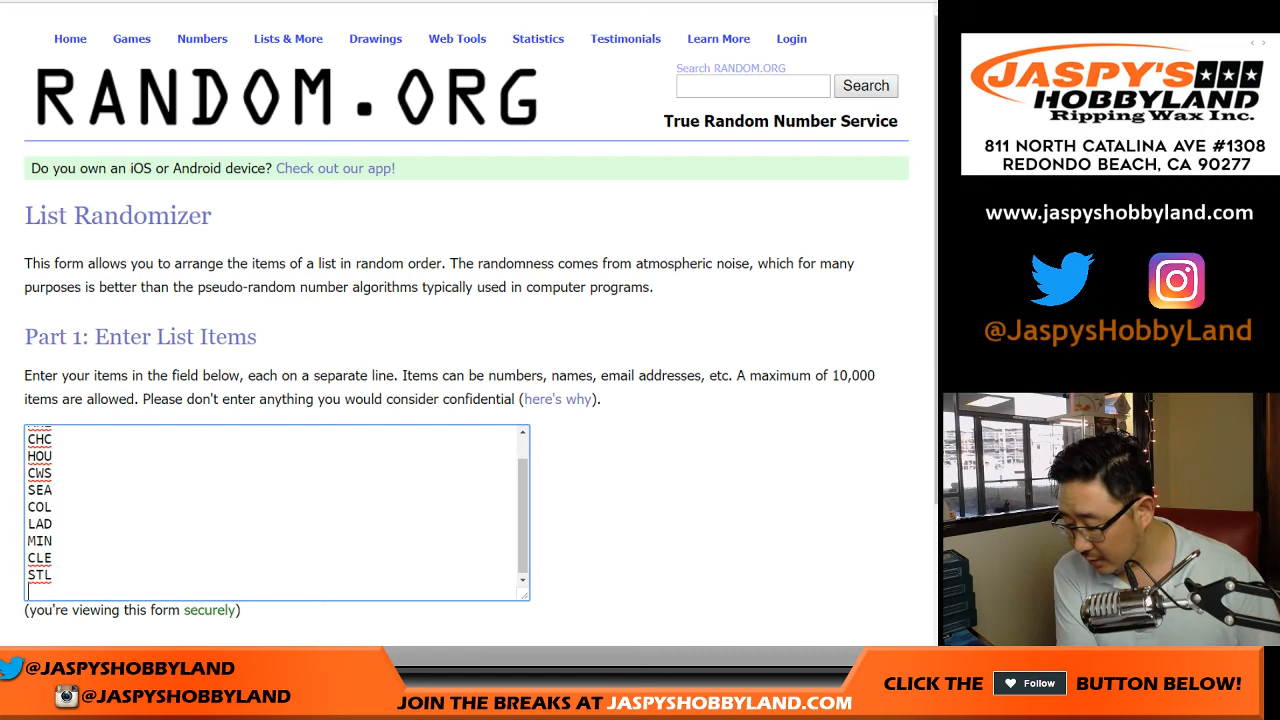 Home Games Numbers Lists & More Drawings Web Tools Statistics Testimonials Learn More Login
RANDOM.ORG
Search RANDOM.ORG
Search
True Random Number Service
Do you own an iOS or Android device? Check out our app!
List Randomizer
This form allows you to arrange the items of a list in random order. The randomness comes from atmospheric noise, which for many
purposes is better than the pseudo-random number algorithms typically used in computer programs.
Part 1: Enter List Items
Enter your items in the field below, each on a separate line. Items can be numbers, names, email addresses, etc. A maximum of 10,000
items are allowed. Please don't enter anything you would consider confidential (here's why).
CHC
HOU
CWS
SEA
COL
LAD
MIN
CLE
STL
(you're viewing this form securely)
JASPY'S
HOBBYLAND
Ripping Wax Inc.
811 NORTH CATALINA AVE #1308
REDONDO BEACH, CA 90277
www.jaspyshobbyland.com
@JaspysHobbyLand
@JASPYSHOBBYLAND
@JASPYSHOBBYLAND
JOIN THE BREAKS AT JASPYSHOBBYLAND.COM
CLICK THE Follow BUTTON BELOW!